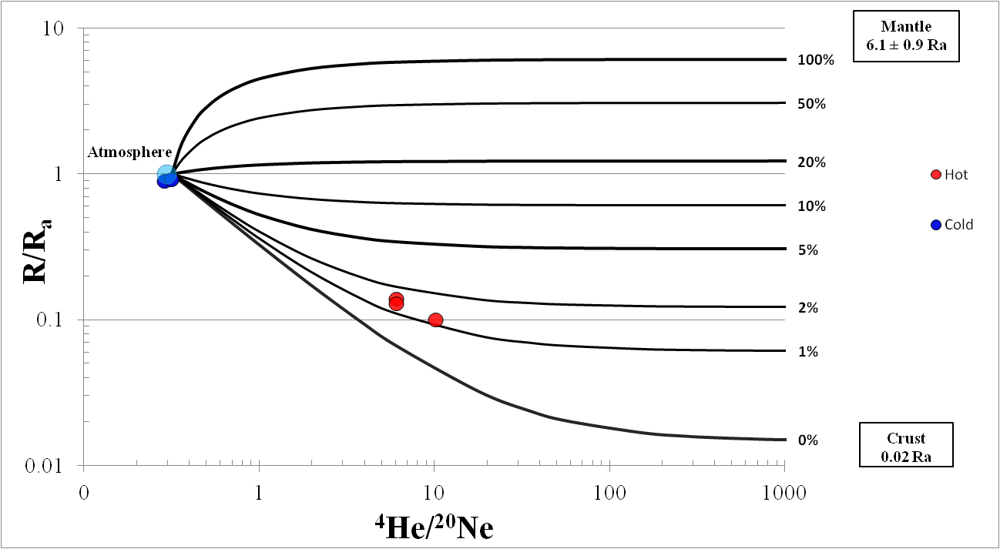 10
Mantle
6.1 ± 0.9 Ra
100%
50%
Atmosphere
20%
1
Hot
10%
Cold
5%
R/Ra
2%
0.1
1%
0%
Crust
0.02 Ra
0.01
0 1 10 100 1000
4He/20Ne